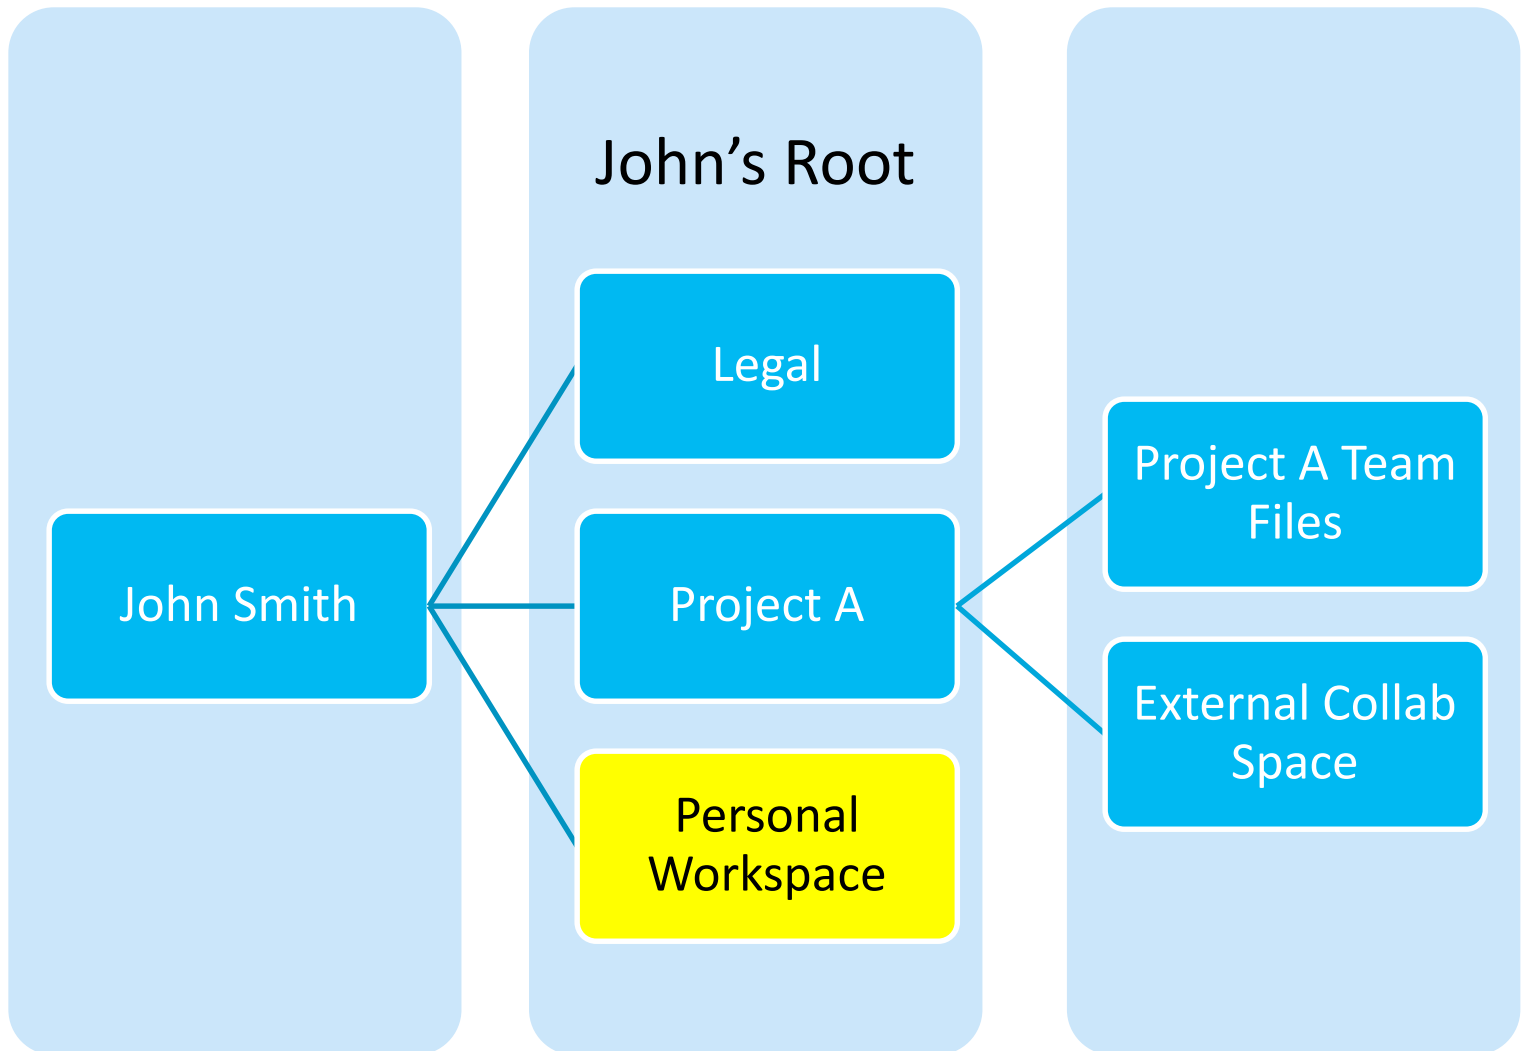 John’s Root
Legal
John Smith
Project A
Personal
Workspace
Project A Team
Files
External Collab
Space